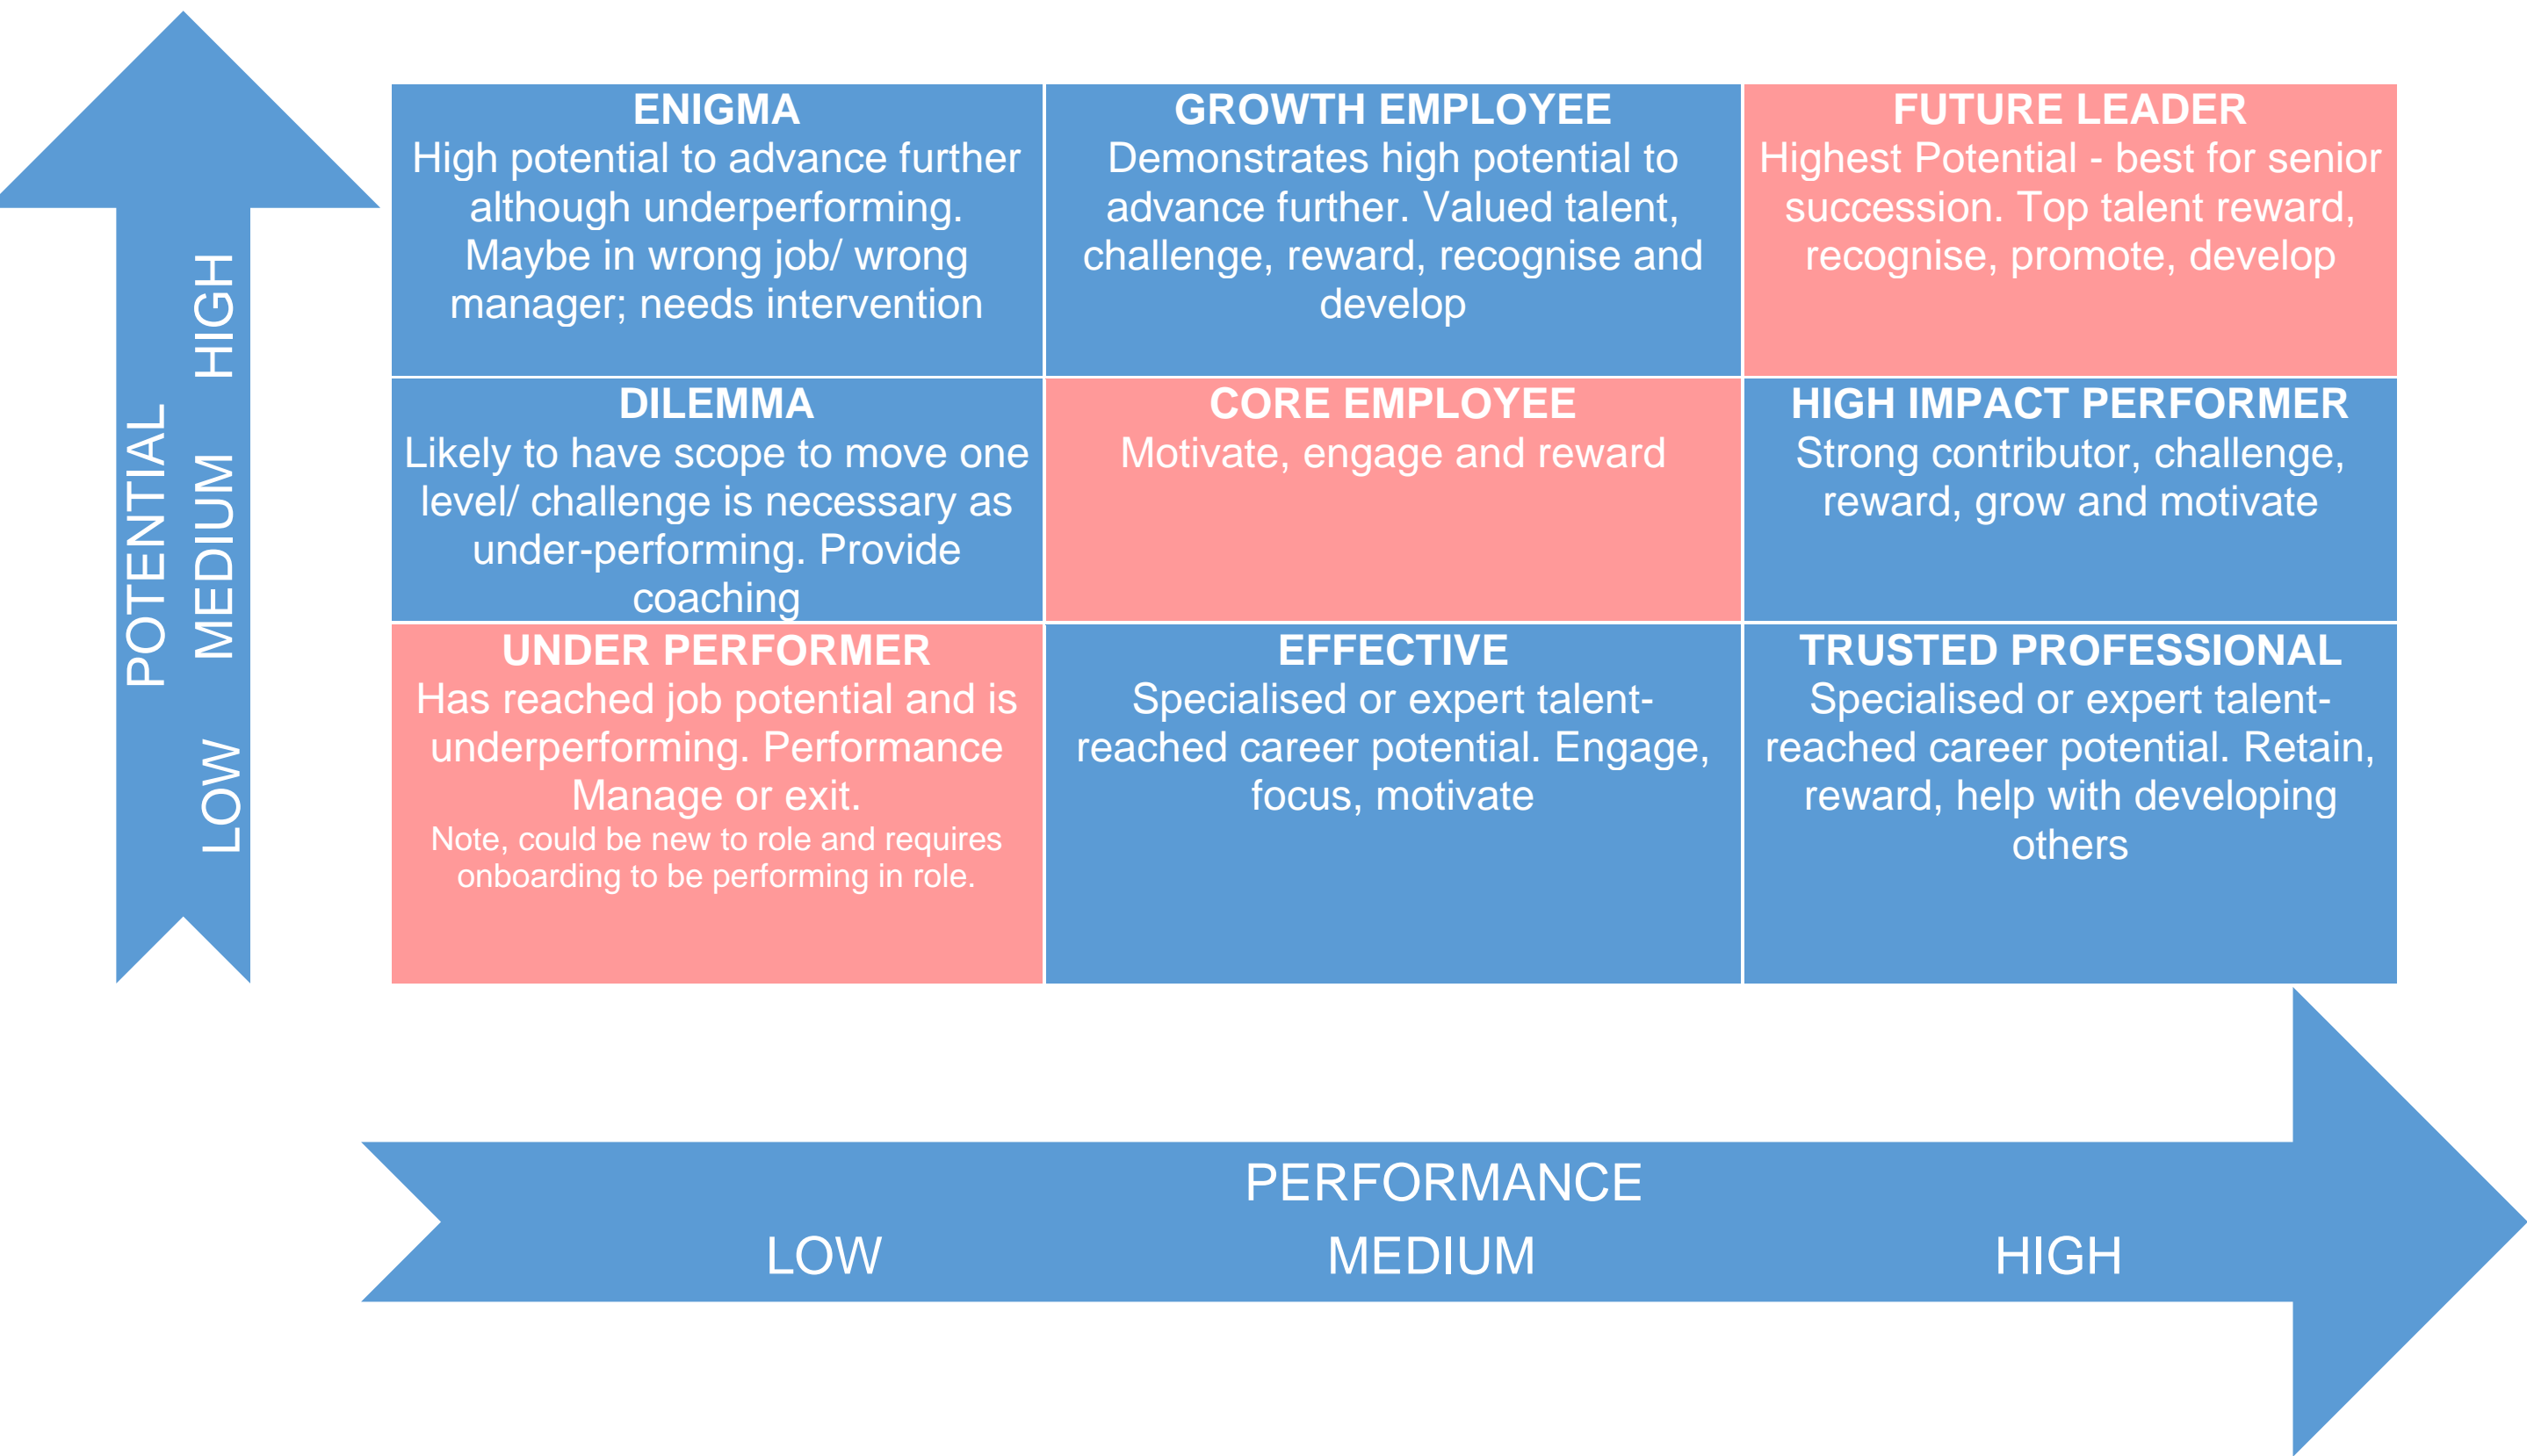 ENIGMA
High potential to advance further
although underperforming.
Maybe in wrong job/ wrong
manager; needs intervention
GROWTH EMPLOYEE
Demonstrates high potential to
advance further. Valued talent,
challenge, reward, recognise and
develop
FUTURE LEADER
Highest Potential - best for senior
succession. Top talent reward,
recognise, promote, develop
DILEMMA
Likely to have scope to move one
level/ challenge is necessary as
under-performing. Provide
coaching
CORE EMPLOYEE
Motivate, engage and reward
HIGH IMPACT PERFORMER
Strong contributor, challenge,
reward, grow and motivate
UNDER PERFORMER
Has reached job potential and is
underperforming. Performance
Manage or exit.
Note, could be new to role and requires
onboarding to be performing in role.
EFFECTIVE
Specialised or expert talent-
reached career potential. Engage,
focus, motivate
TRUSTED PROFESSIONAL
Specialised or expert talent-
reached career potential. Retain,
reward, help with developing
others
POTENTIAL
LOW MEDIUM HIGH
PERFORMANCE
LOW MEDIUM HIGH